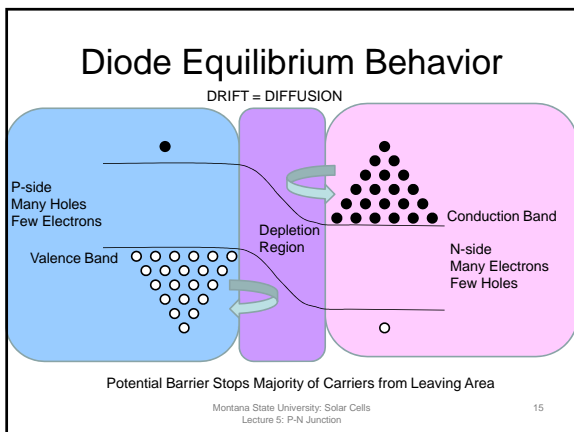 Diode Equilibrium Behavior
DRIFT = DIFFUSION
P-side
Many Holes
Few Electrons
Valence Band
Depletion
Region
Conduction Band
N-side
Many Electrons
Few Holes
Potential Barrier Stops Majority of Carriers from Leaving Area
Montana State University: Solar Cells
Lecture 5: P-N Junction
15